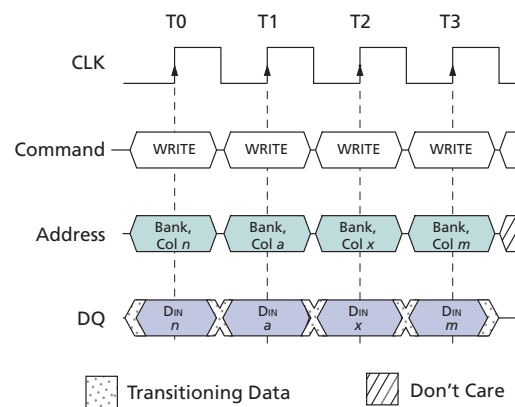 T0 T1 T2 T3
CLK
Command WRITE WRITE WRITE WRITE
Bank, Bank, Bank, Bank,
Address Col n Col a Col x Col m
DIN DIN DIN DIN
DQ n a x m
Transitioning Data Don't Care